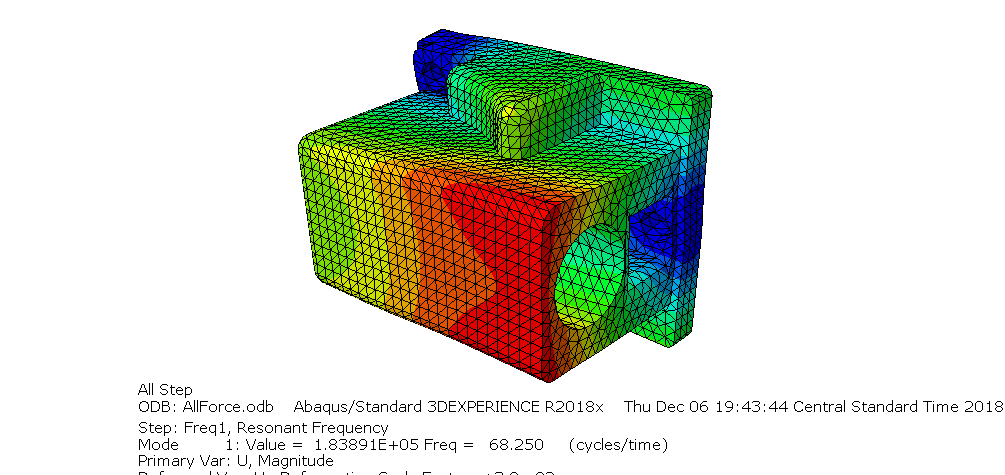 All Step
ODB: AllForce.odb Abaqus/Standard 3DEXPERIENCE R2018x Thu Dec 06 19:43:44 Central Standard Time 2018
Step: Freq1, Resonant Frequency
Mode 1: Value = 1.83891E+05 Freq = 68.250 (cycles/time)
Primary Var: U, Magnitude